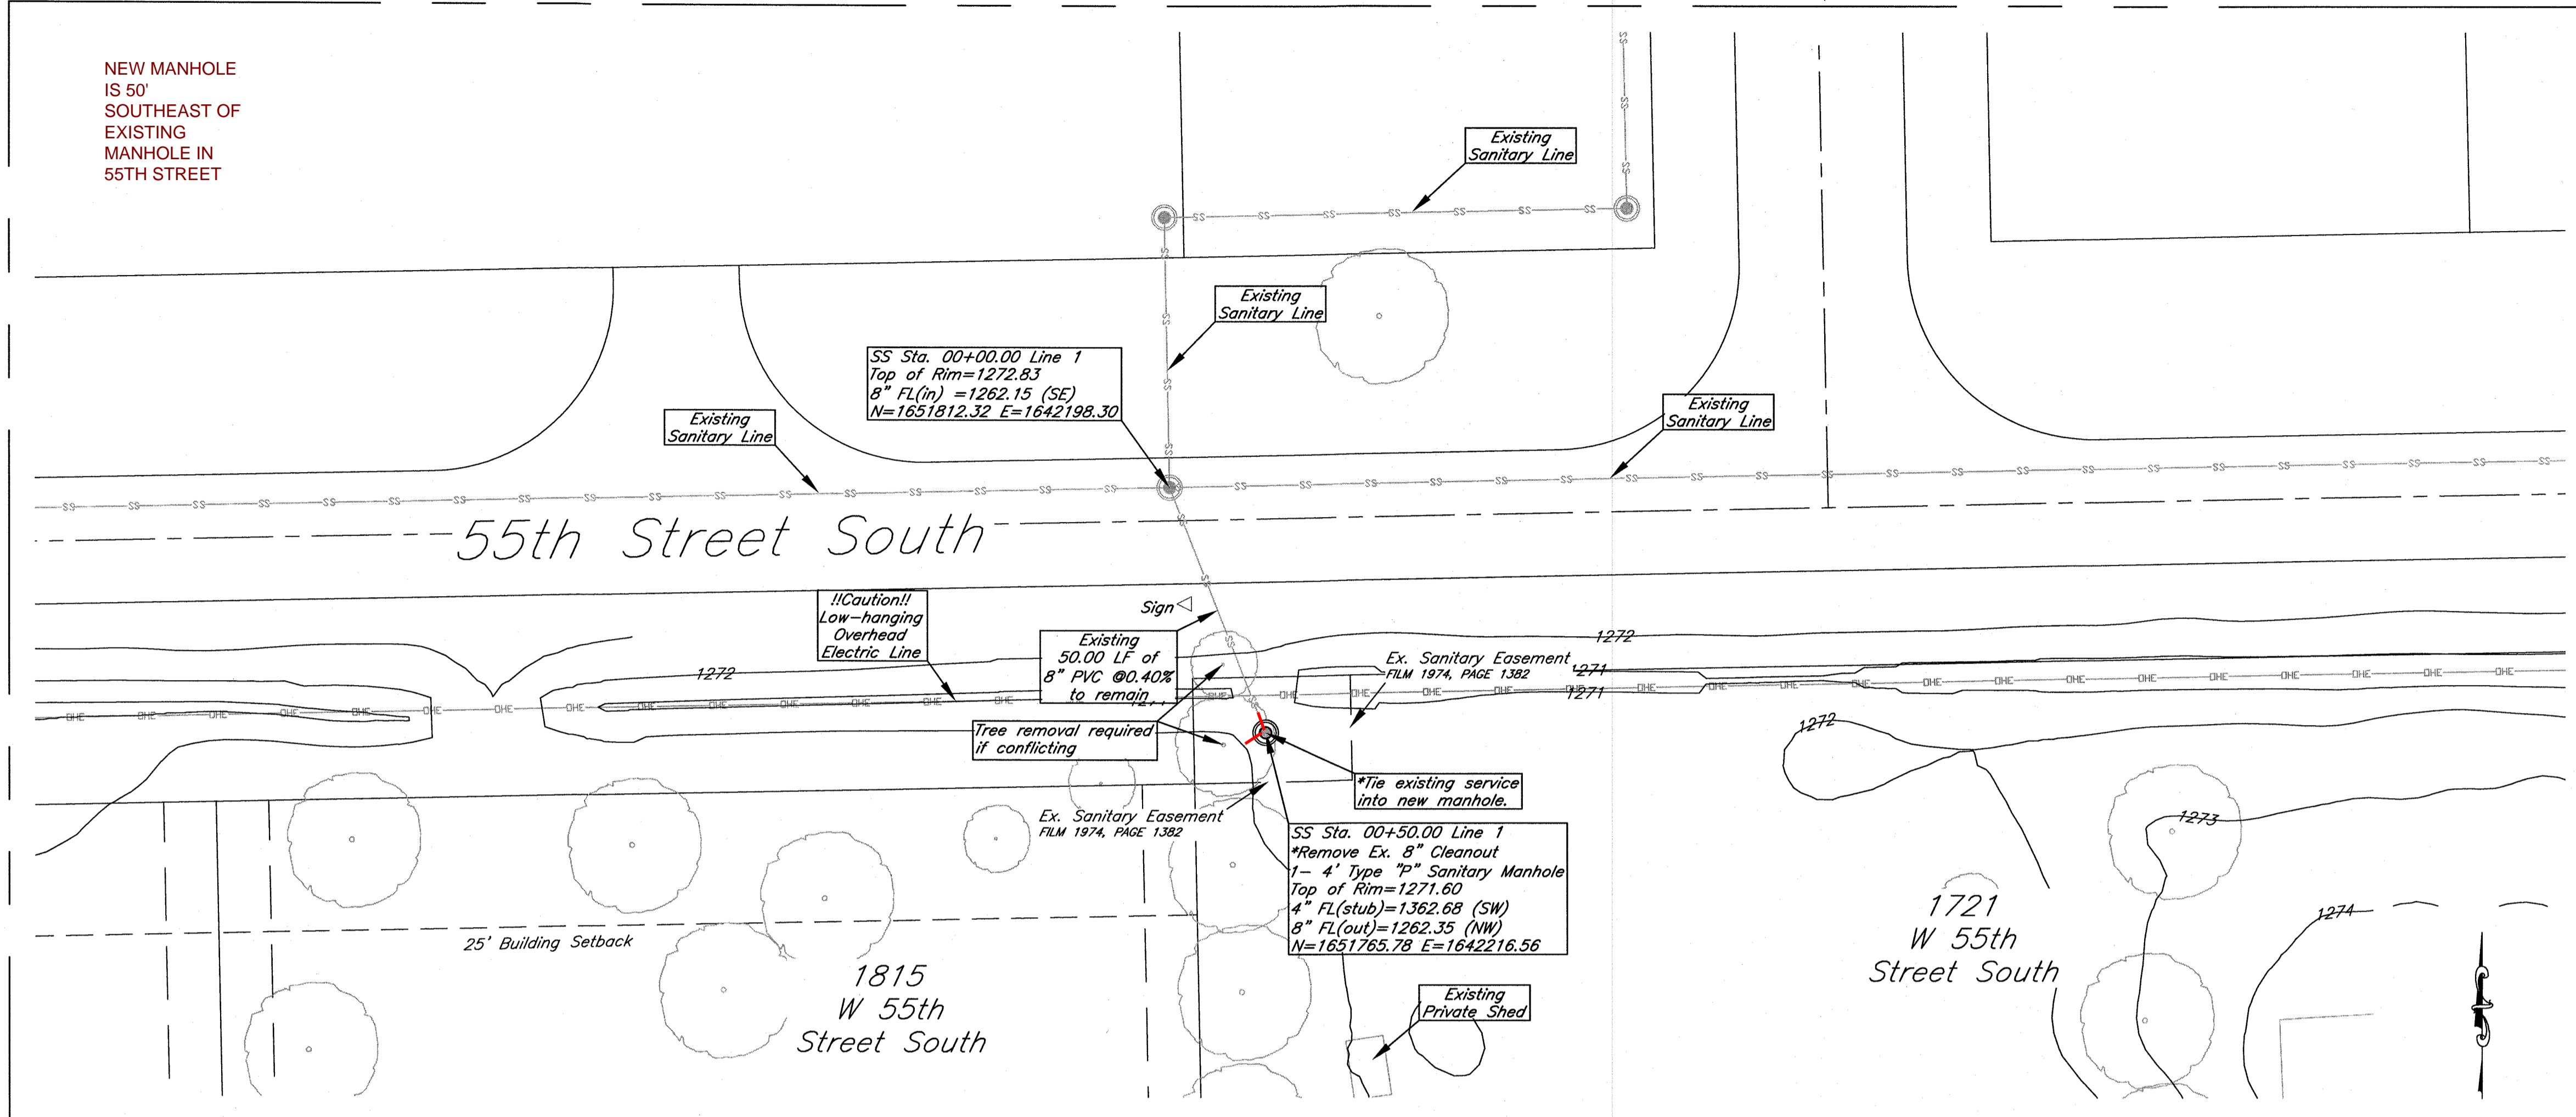 NEW MANHOLE
IS 50'
SOUTHEAST OF
EXISTING
MANHOLE IN
55TH STREET
Existing
Sanitary Line
Existing
Sanitary Line
SS Sta. 00+00.00 Line 1
Top of Rim=1272.83
8" FL(in) =1262.15 (SE)
N=1651812.32 E=1642198.30
Existing
Sanitary Line
Existing
Sanitary Line
55th Street South
!!Caution!!
Low-hanging
Overhead
Electric Line
Sign
Existing
50.00 LF of
8" PVC @0.40%
to remain
1272
1272
1271
1271
Ex. Sanitary Easement
FILM 1974, PAGE 1382
Tree removal required
if conflicting
1272
*Tie existing service
into new manhole.
Ex. Sanitary Easement
FILM 1974, PAGE 1382
SS Sta. 00+50.00 Line 1
*Remove Ex. 8" Cleanout
1- 4' Type "P" Sanitary Manhole
Top of Rim=1271.60
4" FL(stub)=1362.68 (SW)
8" FL(out)=1262.35 (NW)
N=1651765.78 E=1642216.56
1273
1274
25' Building Setback
1815
W 55th
Street South
1721
W 55th
Street South
Existing
Private Shed